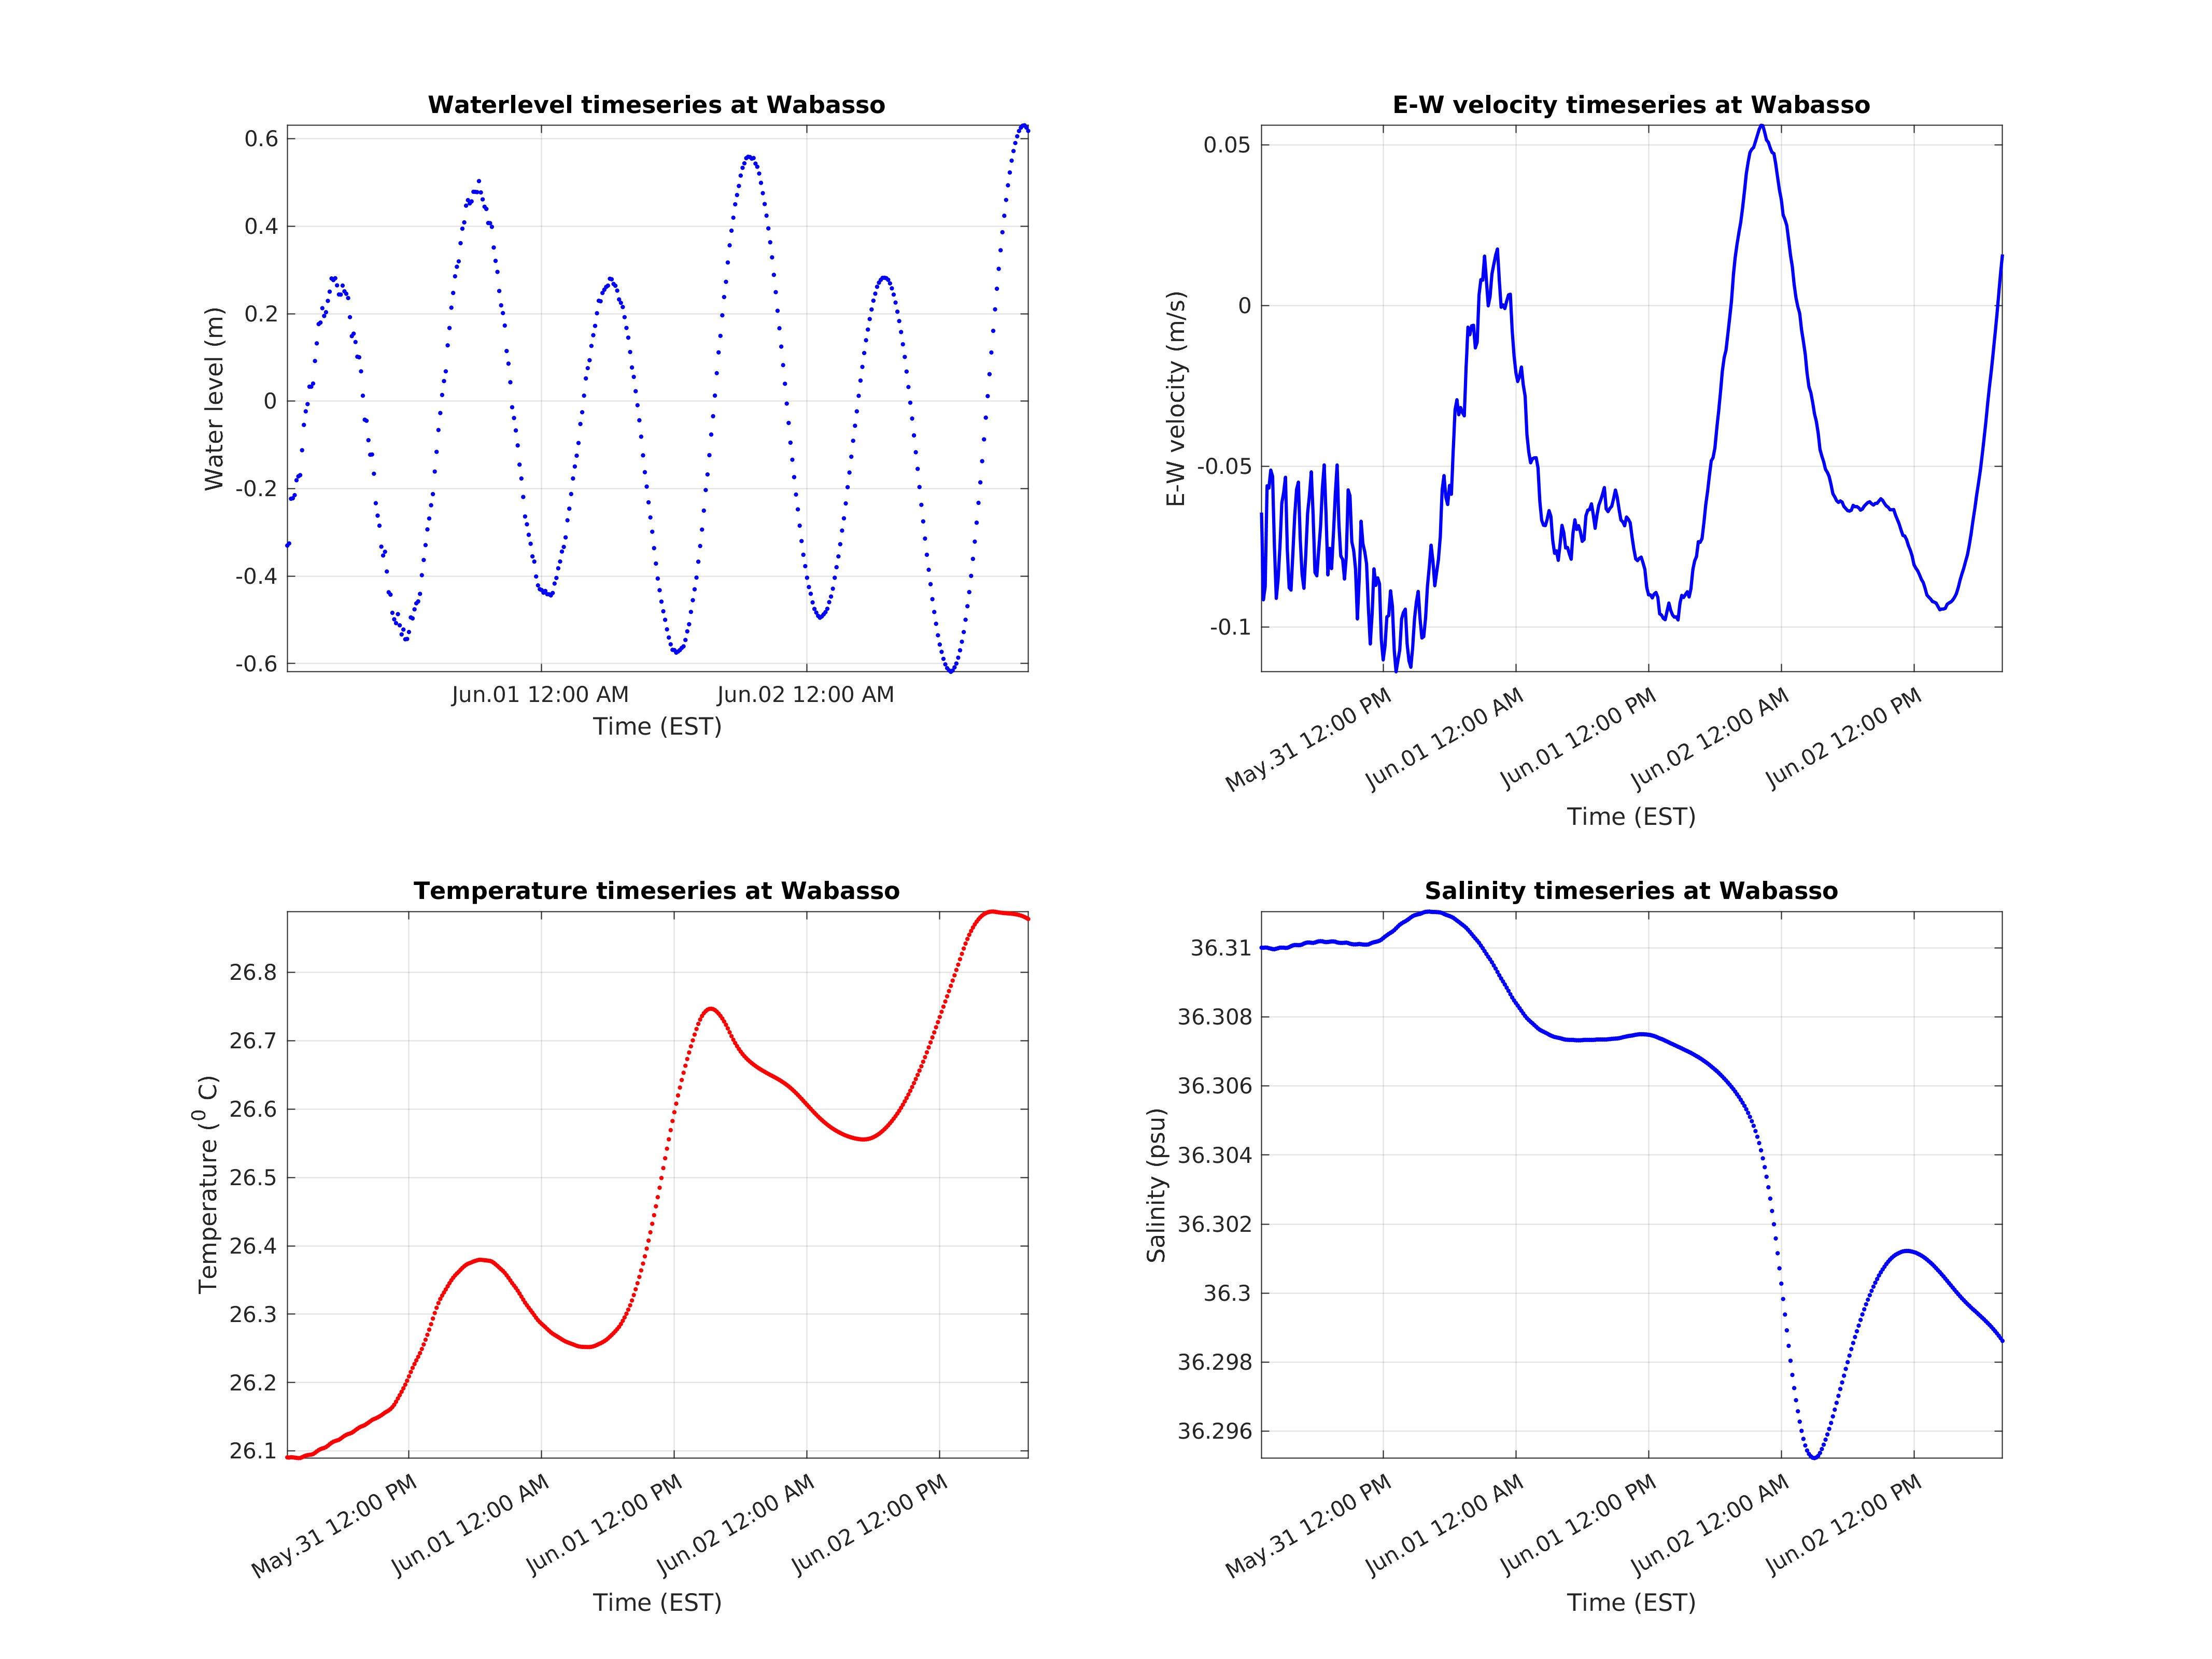 Waterlevel timeseries at Wabasso
0.6
0.4
0.2
0
-0.2
-0.4
-0.6
Water level (m)
Jun.01 12:00 AM
Jun.02 12:00 AM
Time (EST)
E-W velocity timeseries at Wabasso
0.05
0
-0.05
-0.1
E-W velocity (m/s)
May.31 12:00 PM
Jun.01 12:00 AM
Jun.01 12:00 PM
Jun.02 12:00 AM
Jun.02 12:00 PM
Time (EST)
Temperature timeseries at Wabasso
26.8
26.7
26.6
26.5
26.4
26.3
26.2
26.1
Temperature (⁰ C)
May.31 12:00 PM
Jun.01 12:00 AM
Jun.01 12:00 PM
Jun.02 12:00 AM
Jun.02 12:00 PM
Time (EST)
Salinity timeseries at Wabasso
36.31
36.308
36.306
36.304
36.302
36.3
36.298
36.296
Salinity (psu)
May.31 12:00 PM
Jun.01 12:00 AM
Jun.01 12:00 PM
Jun.02 12:00 AM
Jun.02 12:00 PM
Time (EST)